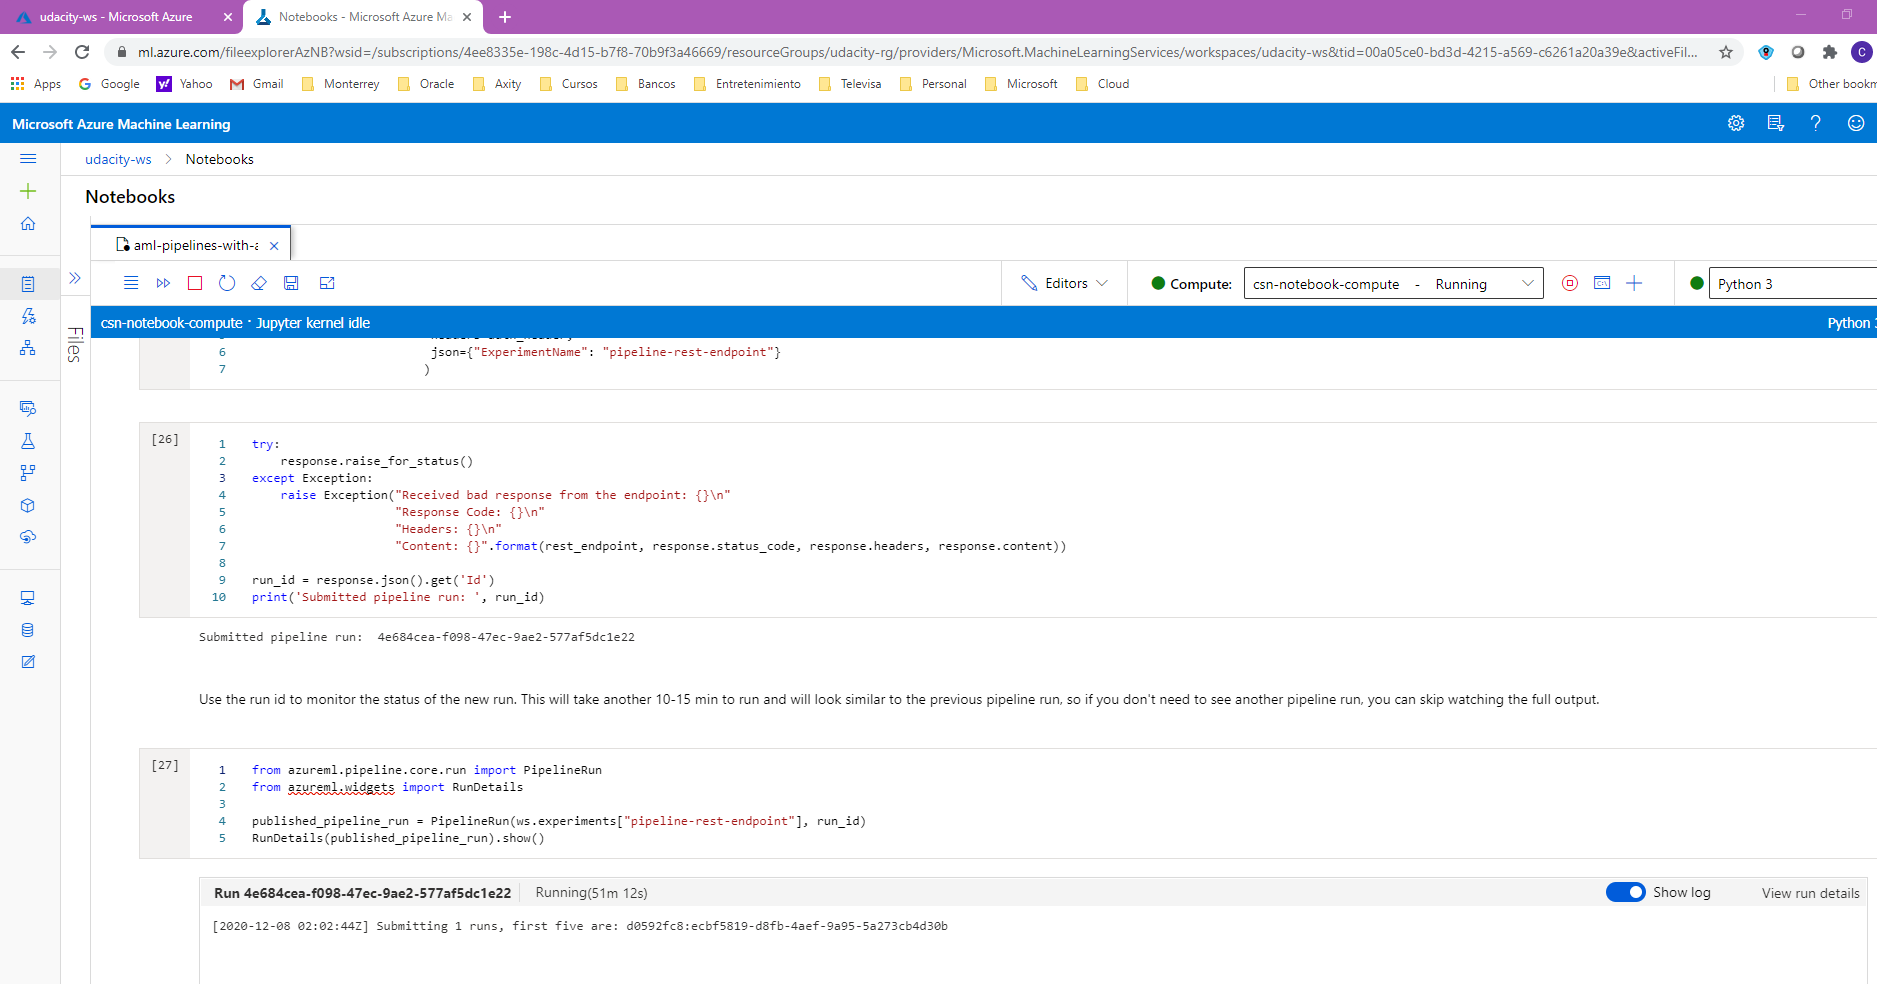 udacity-ws - Microsoft Azure
Notebooks - Microsoft Azure Ma
ml.azure.com/fileexplorerAzNB?wsid=/subscriptions/4ee8335e-198c-4d15-b7f8-70b9f3a46669/resourceGroups/udacity-rg/providers/Microsoft.MachineLearningServices/workspaces/udacity-ws&tid=00a05ce0-bd3d-4215-a569-c6261a20a39e&activeFil...
C
Apps Google Yahoo Gmail Monterrey Oracle Axity Cursos Bancos Entretenimiento Televisa Personal Microsoft Cloud Other bookm
Microsoft Azure Machine Learning
udacity-ws > Notebooks
Notebooks
aml-pipelines-with-a
Editors
Compute: csn-notebook-compute - Running
Python 3
csn-notebook-compute · Jupyter kernel idle
Python 3
Files
6 json={"ExperimentName": "pipeline-rest-endpoint"}
7 )
[26]
1 try:
2 response.raise_for_status()
3 except Exception:
4 raise Exception("Received bad response from the endpoint: {}\n"
5 "Response Code: {}\n"
6 "Headers: {}\n"
7 "Content: {}".format(rest_endpoint, response.status_code, response.headers, response.content))
8
9 run_id = response.json().get('Id')
10 print('Submitted pipeline run: ', run_id)
Submitted pipeline run:  4e684cea-f098-47ec-9ae2-577af5dc1e22
Use the run id to monitor the status of the new run. This will take another 10-15 min to run and will look similar to the previous pipeline run, so if you don't need to see another pipeline run, you can skip watching the full output.
[27]
1 from azureml.pipeline.core.run import PipelineRun
2 from azureml.widgets import RunDetails
3
4 published_pipeline_run = PipelineRun(ws.experiments["pipeline-rest-endpoint"], run_id)
5 RunDetails(published_pipeline_run).show()
Run 4e684cea-f098-47ec-9ae2-577af5dc1e22 Running(51m 12s) Show log View run details
[2020-12-08 02:02:44Z] Submitting 1 runs, first five are: d0592fc8:ecbf5819-d8fb-4aef-9a95-5a273cb4d30b